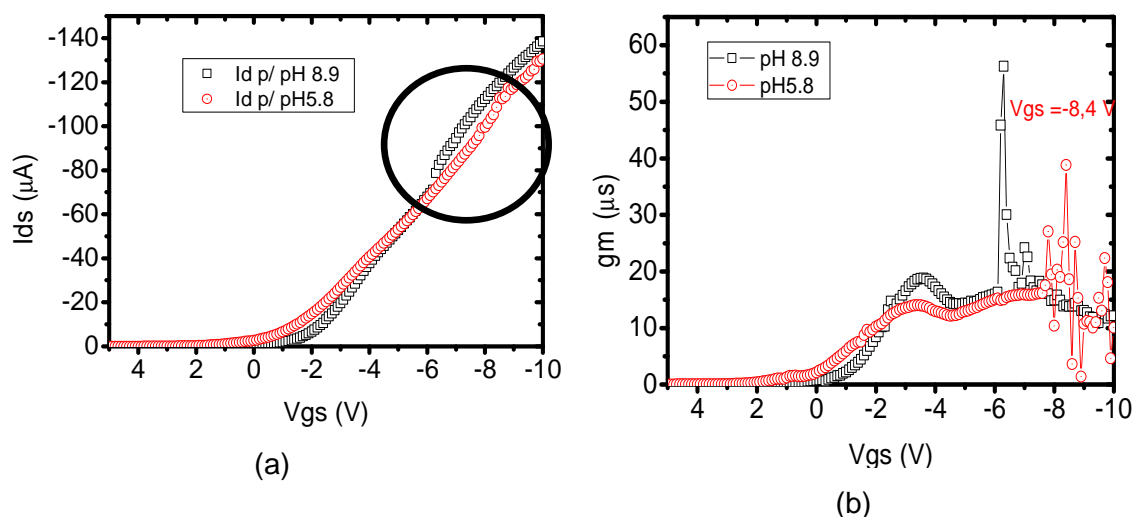 -140
-120
-100
-80
-60
-40
-20
0
Ids (μA)
Id p/ pH 8.9
Id p/ pH5.8
4 2 0 -2 -4 -6 -8 -10
Vgs (V)
(a)
60
50
40
30
20
10
0
gm (μs)
pH 8.9
pH5.8
Vgs =-8,4 V
4 2 0 -2 -4 -6 -8 -10
Vgs (V)
(b)